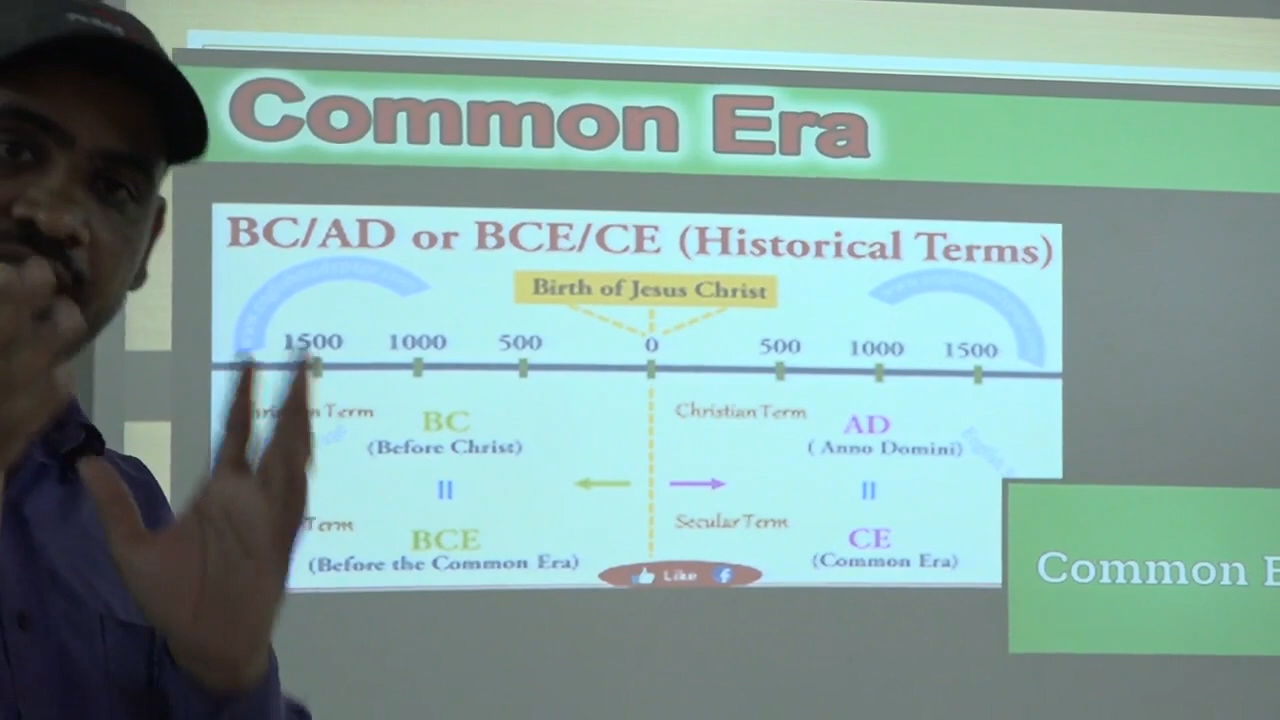 Common Era
BC/AD or BCE/CE (Historical Terms)
Birth of Jesus Christ
1500 1000 500 0 500 1000 1500
Term BC Christian Term AD
(Before Christ) (Anno Domini)
= =
Term Secular Term
BCE CE
(Before the Common Era) (Common Era)
Like f
Common